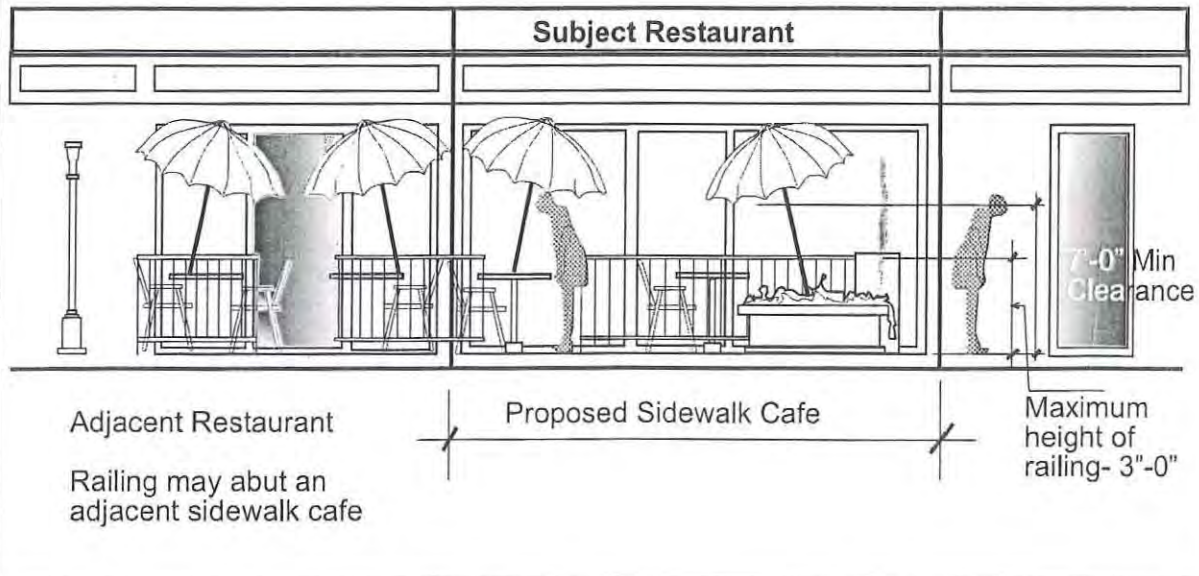 Subject Restaurant
7'-0" Min
Clearance
Adjacent Restaurant
Railing may abut an
adjacent sidewalk cafe
Proposed Sidewalk Cafe
Maximum
height of
railing- 3"-0"